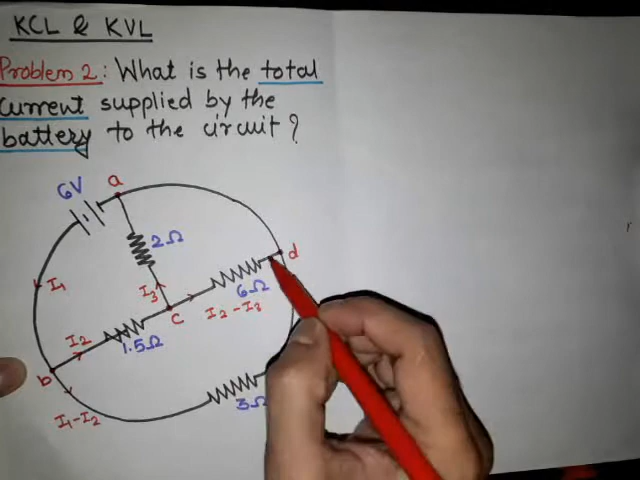 KCL & KVL
Problem 2: What is the total
current supplied by the
battery to the circuit?
6V
a
2Ω
d
I1
I3
6Ω
I2
c
I2-I3
1.5Ω
b
3Ω
I1-I2